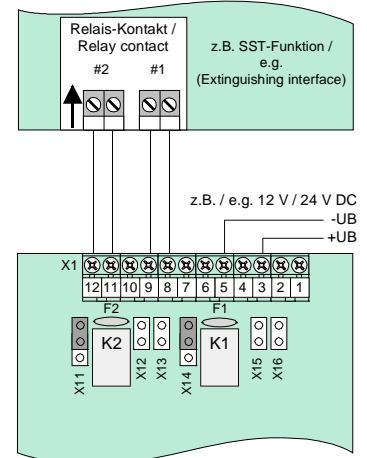 Relais-Kontakt /
Relay contact
#2 #1
z.B. SST-Funktion /
e.g.
(Extinguishing interface)
z.B. / e.g. 12 V / 24 V DC
-UB
+UB
X1
12 11 10 9 8 7 6 5 4 3 2 1
F2 F1
K2 K1
X11 X12 X13 X14 X15 X16